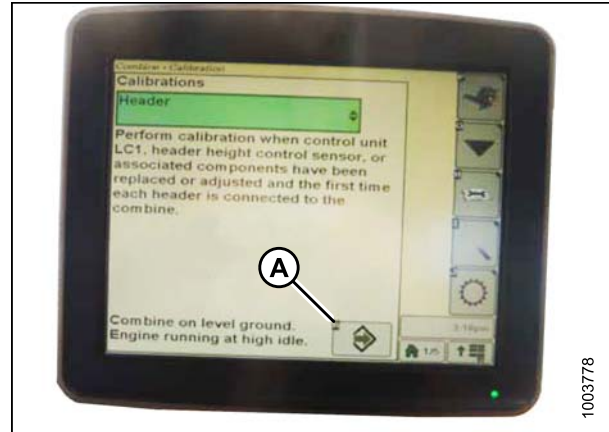 Combine - Calibration
Calibrations
Header
Perform calibration when control unit
LC1, header height control sensor, or
associated components have been
replaced or adjusted and the first time
each header is connected to the
combine.
A
Combine on level ground.
Engine running at high idle.
1/5
1003778